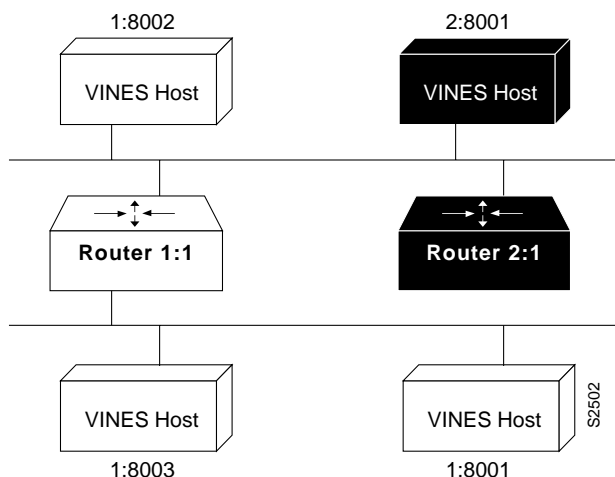 1:8002
2:8001
VINES Host
VINES Host
Router 1:1
Router 2:1
VINES Host
VINES Host
S2502
1:8003
1:8001